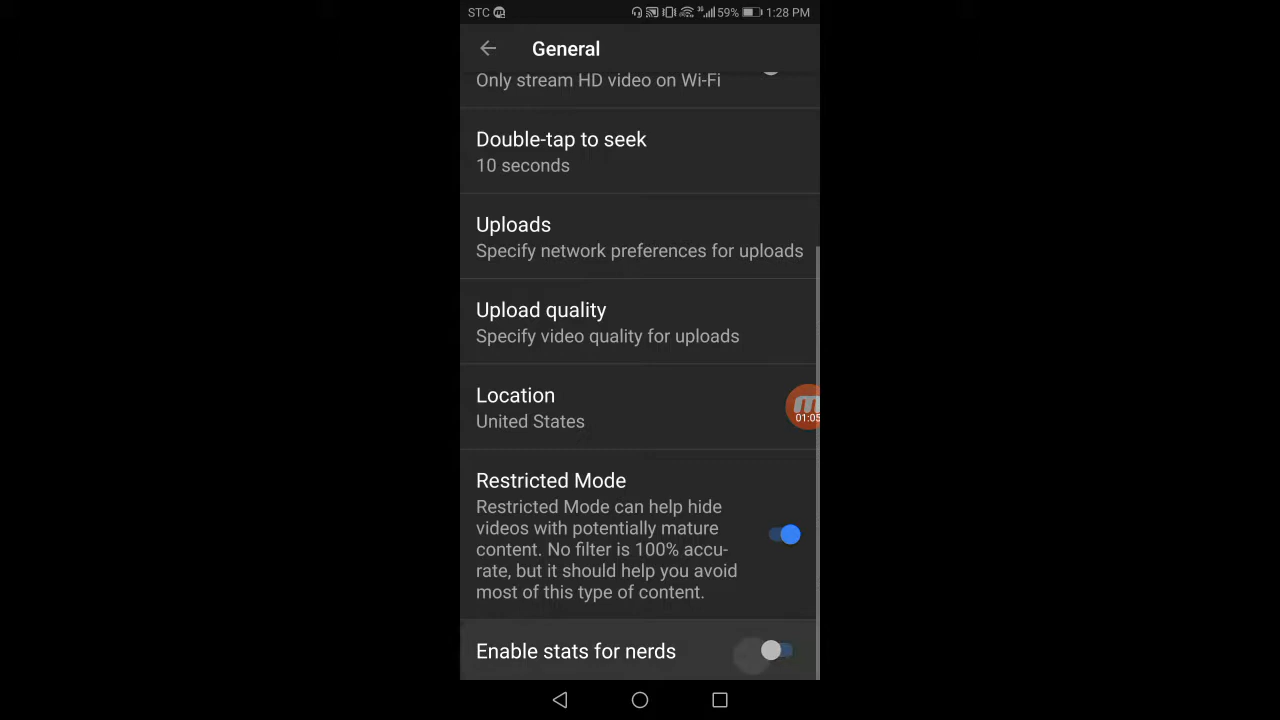 STC 59% 1:28 PM
General
Only stream HD video on Wi-Fi
Double-tap to seek
10 seconds
Uploads
Specify network preferences for uploads
Upload quality
Specify video quality for uploads
Location
United States
01:05
Restricted Mode
Restricted Mode can help hide
videos with potentially mature
content. No filter is 100% accu-
rate, but it should help you avoid
most of this type of content.
Enable stats for nerds